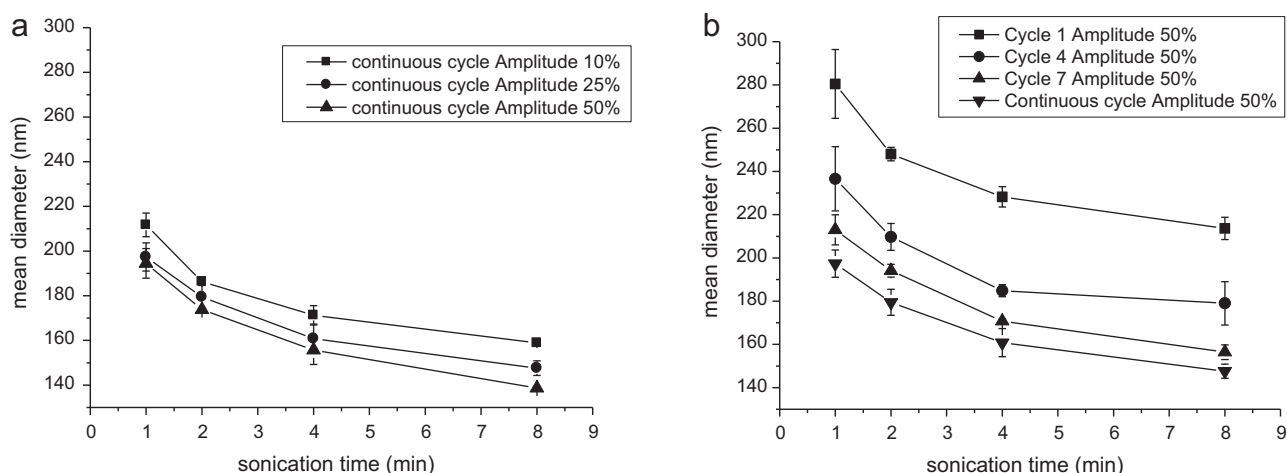 a
300
280
260
240
220
200
180
160
140
mean diameter (nm)
continuous cycle Amplitude 10%
continuous cycle Amplitude 25%
continuous cycle Amplitude 50%
0 1 2 3 4 5 6 7 8 9
sonication time (min)
b
300
280
260
240
220
200
180
160
140
mean diameter (nm)
Cycle 1 Amplitude 50%
Cycle 4 Amplitude 50%
Cycle 7 Amplitude 50%
Continuous cycle Amplitude 50%
0 1 2 3 4 5 6 7 8 9
sonication time (min)